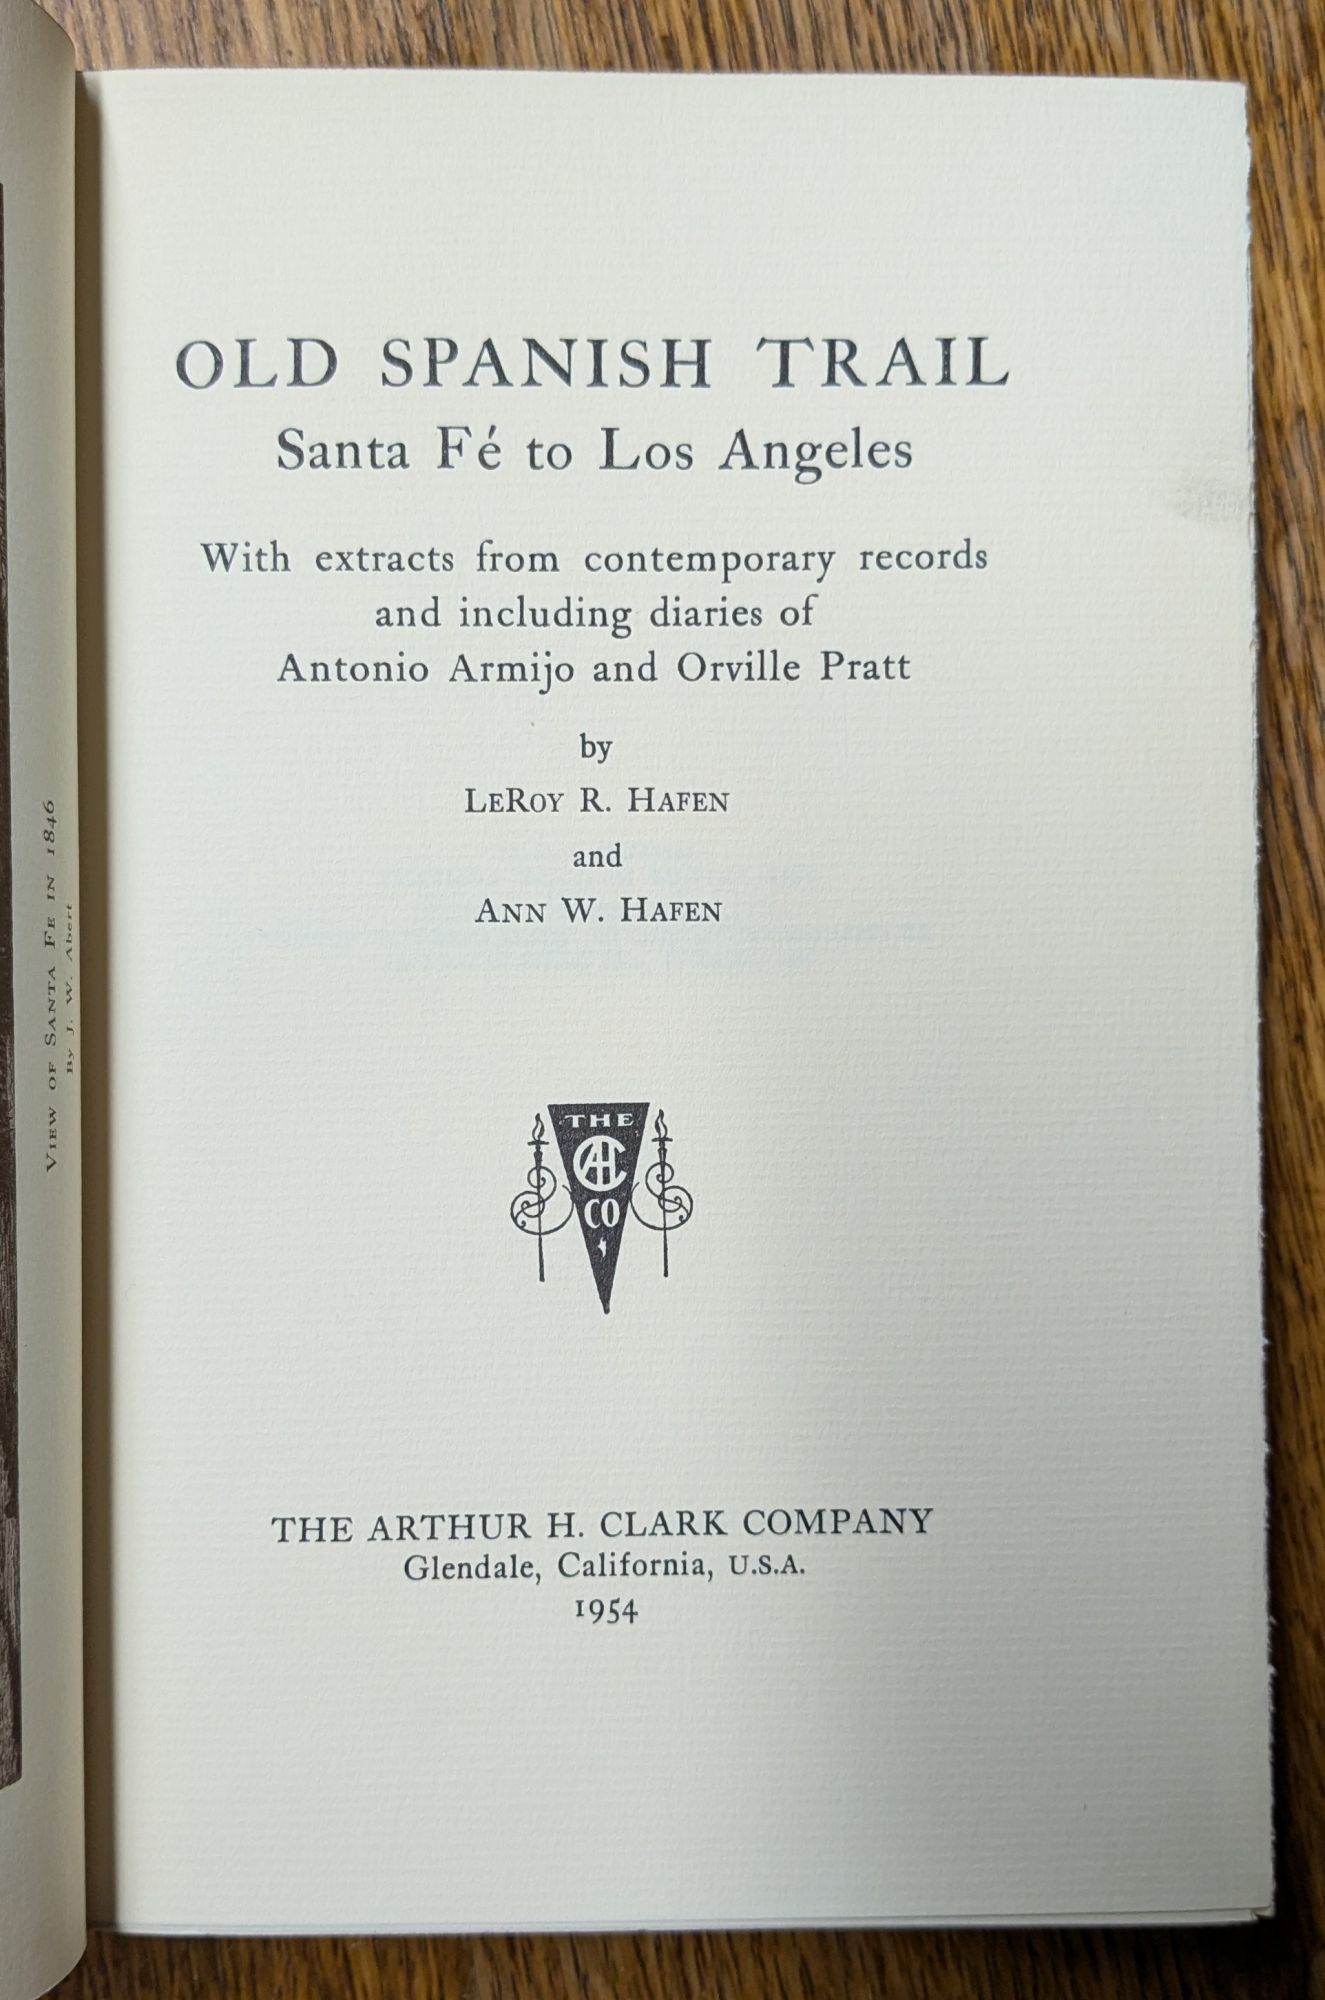 VIEW OF SANTA FE IN 1846
By J. W. Abert
OLD SPANISH TRAIL
Santa Fé to Los Angeles
With extracts from contemporary records
and including diaries of
Antonio Armijo and Orville Pratt
by
LEROY R. HAFEN
and
ANN W. HAFEN
THE
AHC
CO
THE ARTHUR H. CLARK COMPANY
Glendale, California, U.S.A.
1954